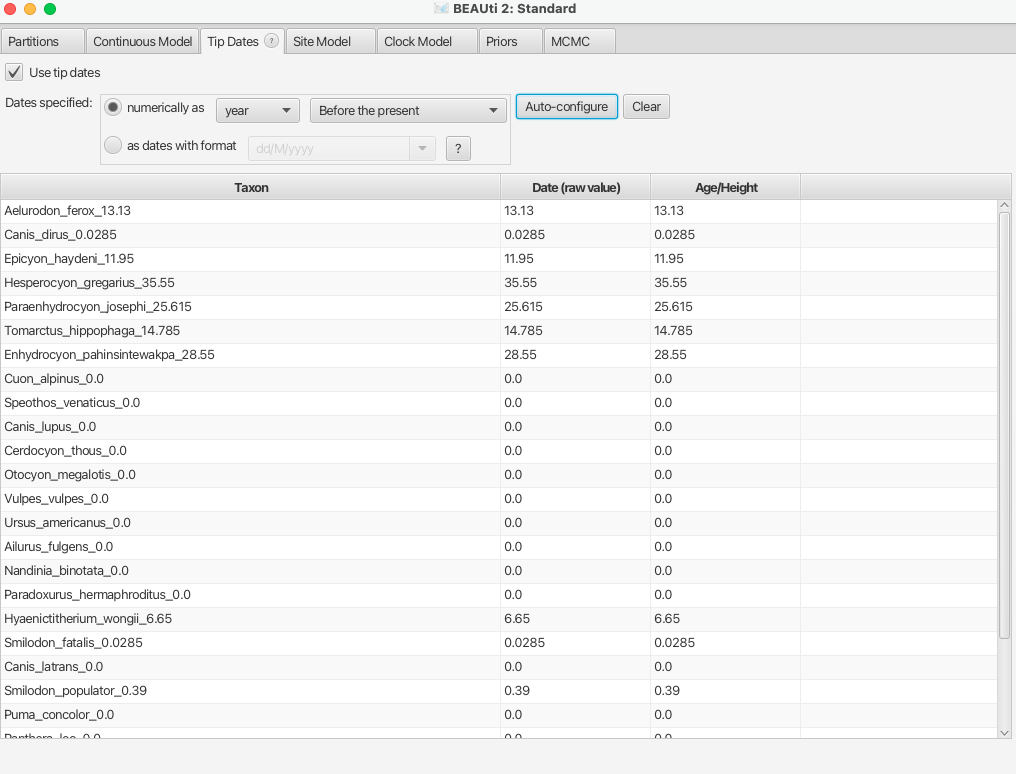 BEAUti 2: Standard
Partitions Continuous Model Tip Dates ? Site Model Clock Model Priors MCMC
Use tip dates
Dates specified: numerically as year Before the present Auto-configure Clear
as dates with format dd/M/yyyy ?
Taxon Date (raw value) Age/Height
Aelurodon_ferox_13.13 13.13 13.13
Canis_dirus_0.0285 0.0285 0.0285
Epicyon_haydeni_11.95 11.95 11.95
Hesperocyon_gregarius_35.55 35.55 35.55
Paraenhydrocyon_josephi_25.615 25.615 25.615
Tomarctus_hippophaga_14.785 14.785 14.785
Enhydrocyon_pahinsintewakpa_28.55 28.55 28.55
Cuon_alpinus_0.0 0.0 0.0
Speothos_venaticus_0.0 0.0 0.0
Canis_lupus_0.0 0.0 0.0
Cerdocyon_thous_0.0 0.0 0.0
Otocyon_megalotis_0.0 0.0 0.0
Vulpes_vulpes_0.0 0.0 0.0
Ursus_americanus_0.0 0.0 0.0
Ailurus_fulgens_0.0 0.0 0.0
Nandinia_binotata_0.0 0.0 0.0
Paradoxurus_hermaphroditus_0.0 0.0 0.0
Hyaenictitherium_wongii_6.65 6.65 6.65
Smilodon_fatalis_0.0285 0.0285 0.0285
Canis_latrans_0.0 0.0 0.0
Smilodon_populator_0.39 0.39 0.39
Puma_concolor_0.0 0.0 0.0
Panthera_leo_0.0 0.0 0.0